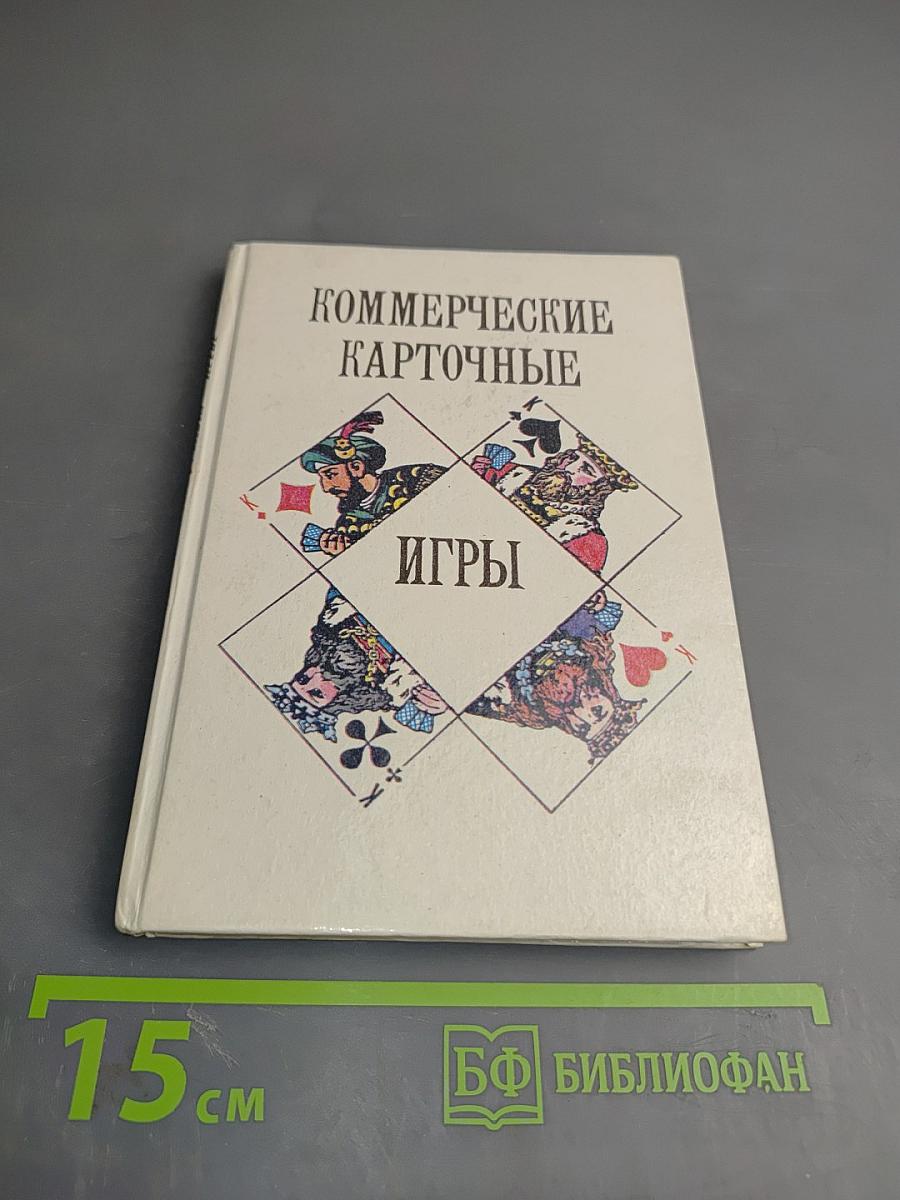 КОММЕРЧЕСКИЕ
КАРТОЧНЫЕ
К
К
ИГРЫ
К
К
15 см
БФ БИБЛИОФАН